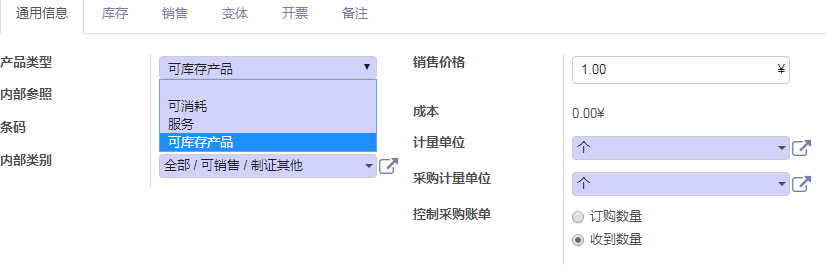 通用信息 库存 销售 变体 开票 备注
产品类型 可库存产品
可消耗
服务
可库存产品
内部参照
条码
内部类别 全部 / 可销售 / 制证其他
销售价格 1.00 ¥
成本 0.00¥
计量单位 个
采购计量单位 个
控制采购账单 订购数量
收到数量